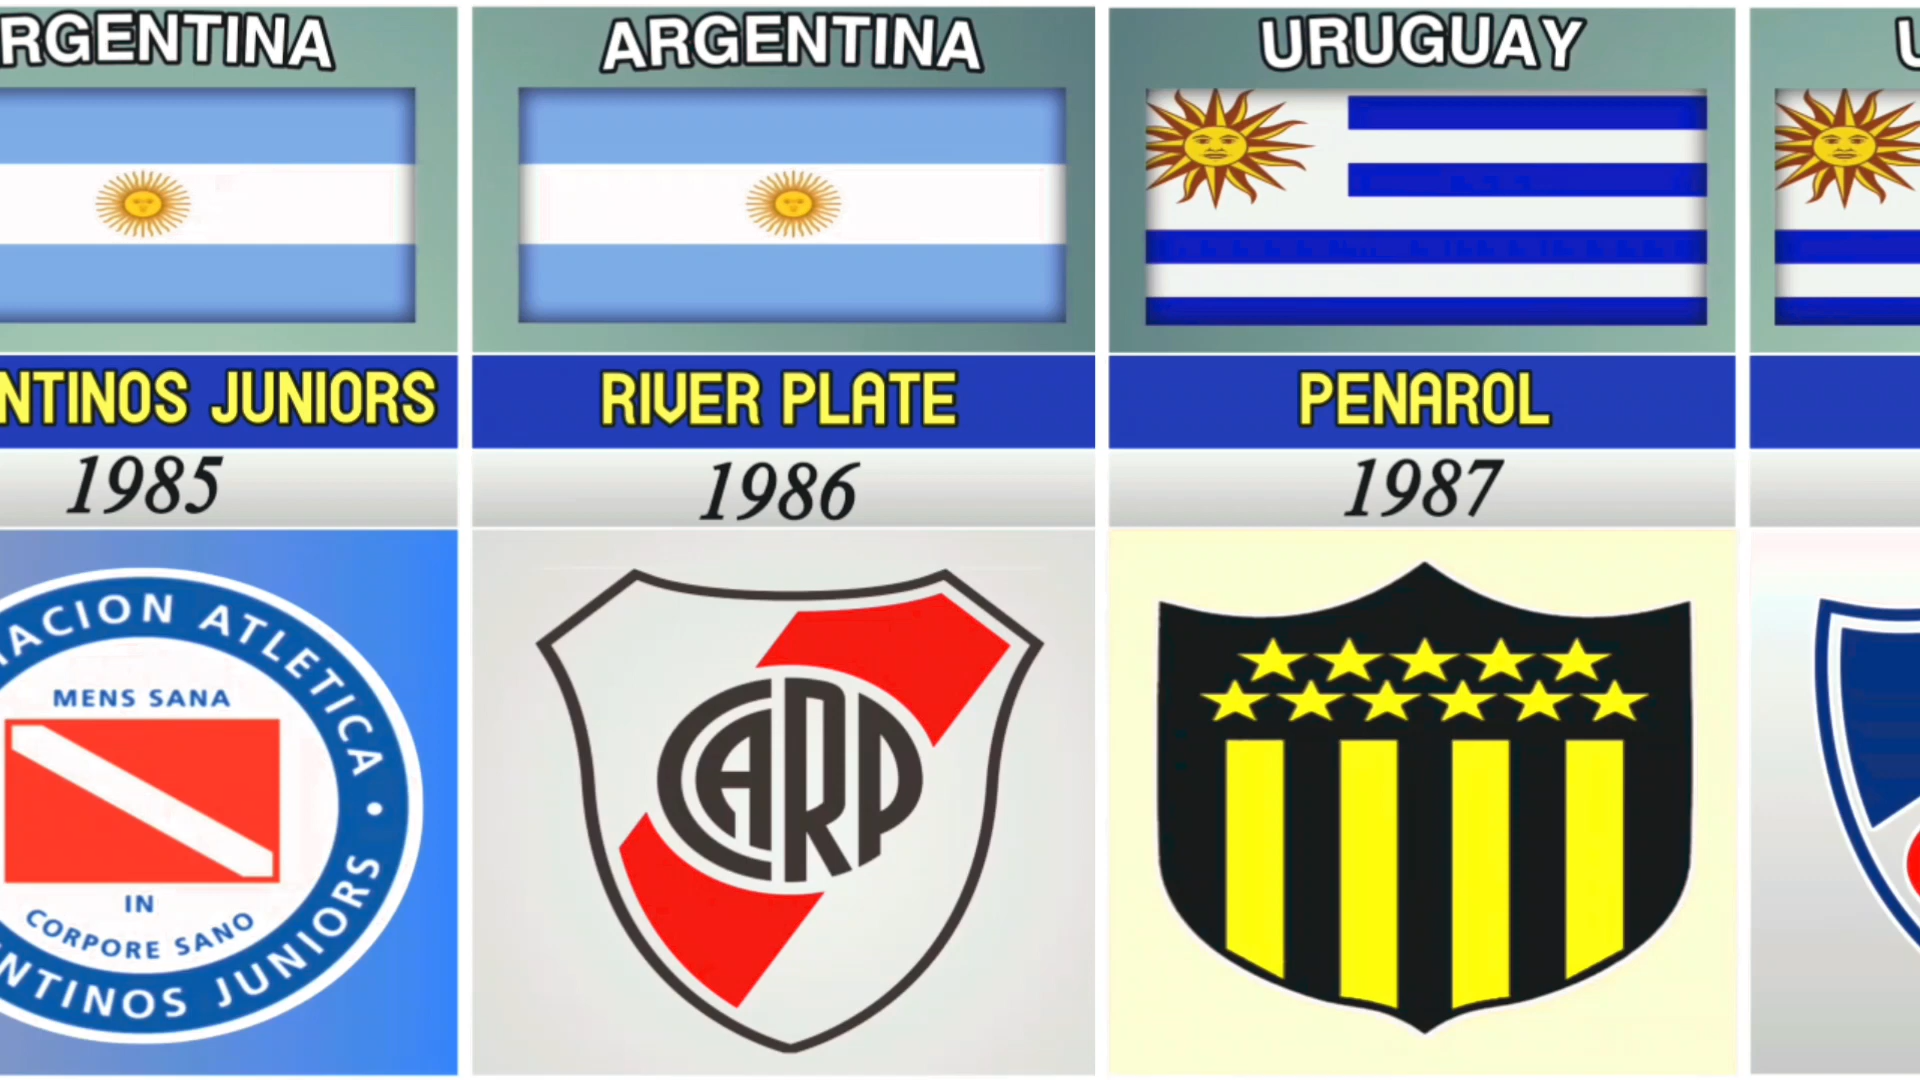 RGENTINA
NTINOS JUNIORS
1985
IACION ATLETICA •
MENS SANA
IN
CORPORE SANO
NTINOS JUNIORS
ARGENTINA
RIVER PLATE
1986
CARP
URUGUAY
PENAROL
1987
U